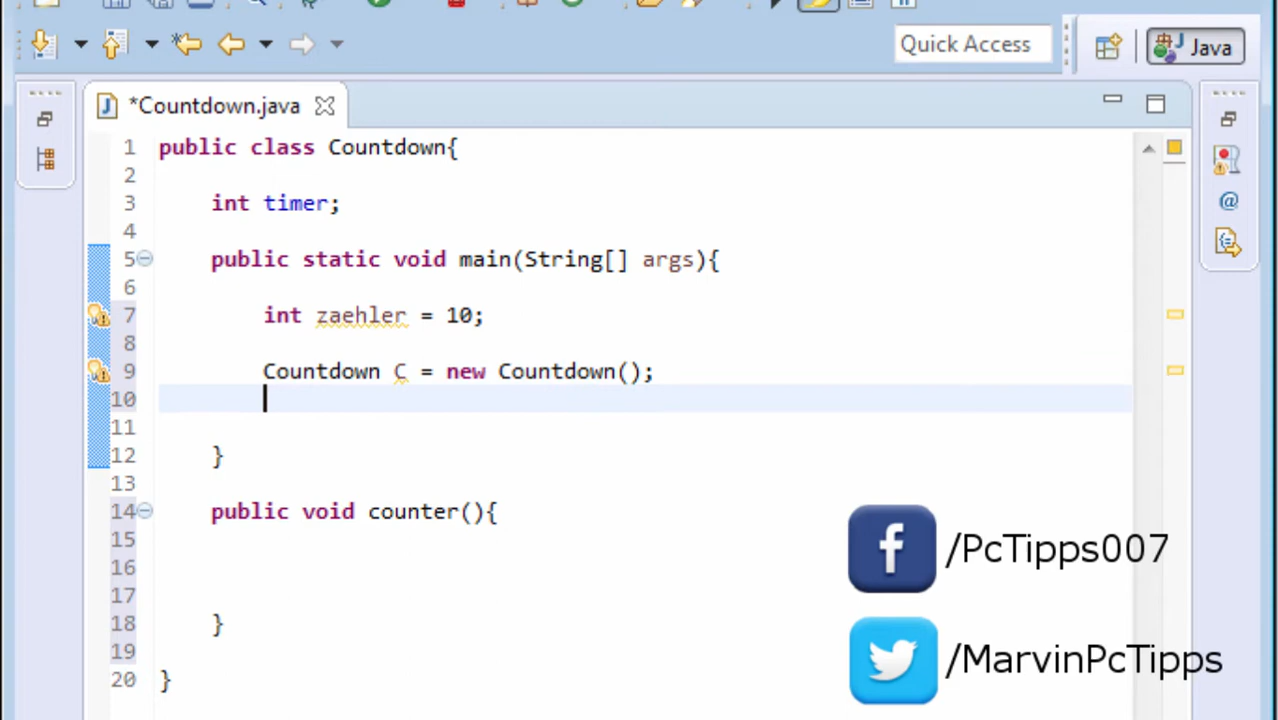 Quick Access
Java
*Countdown.java
1 public class Countdown{
2
3 int timer;
4
5 public static void main(String[] args){
6
7 int zaehler = 10;
8
9 Countdown C = new Countdown();
10
11
12 }
13
14 public void counter(){
15
16
17
18 }
19
20 }
/PcTipps007
/MarvinPcTipps